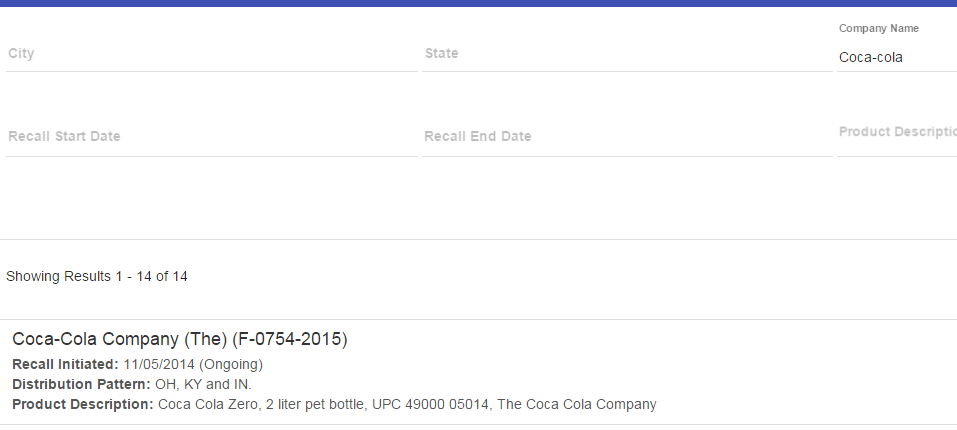 Company Name
City
State
Coca-cola
Recall Start Date
Recall End Date
Product Descriptic
Showing Results 1 - 14 of 14
Coca-Cola Company (The) (F-0754-2015)
Recall Initiated: 11/05/2014 (Ongoing)
Distribution Pattern: OH, KY and IN.
Product Description: Coca Cola Zero, 2 liter pet bottle, UPC 49000 05014, The Coca Cola Company